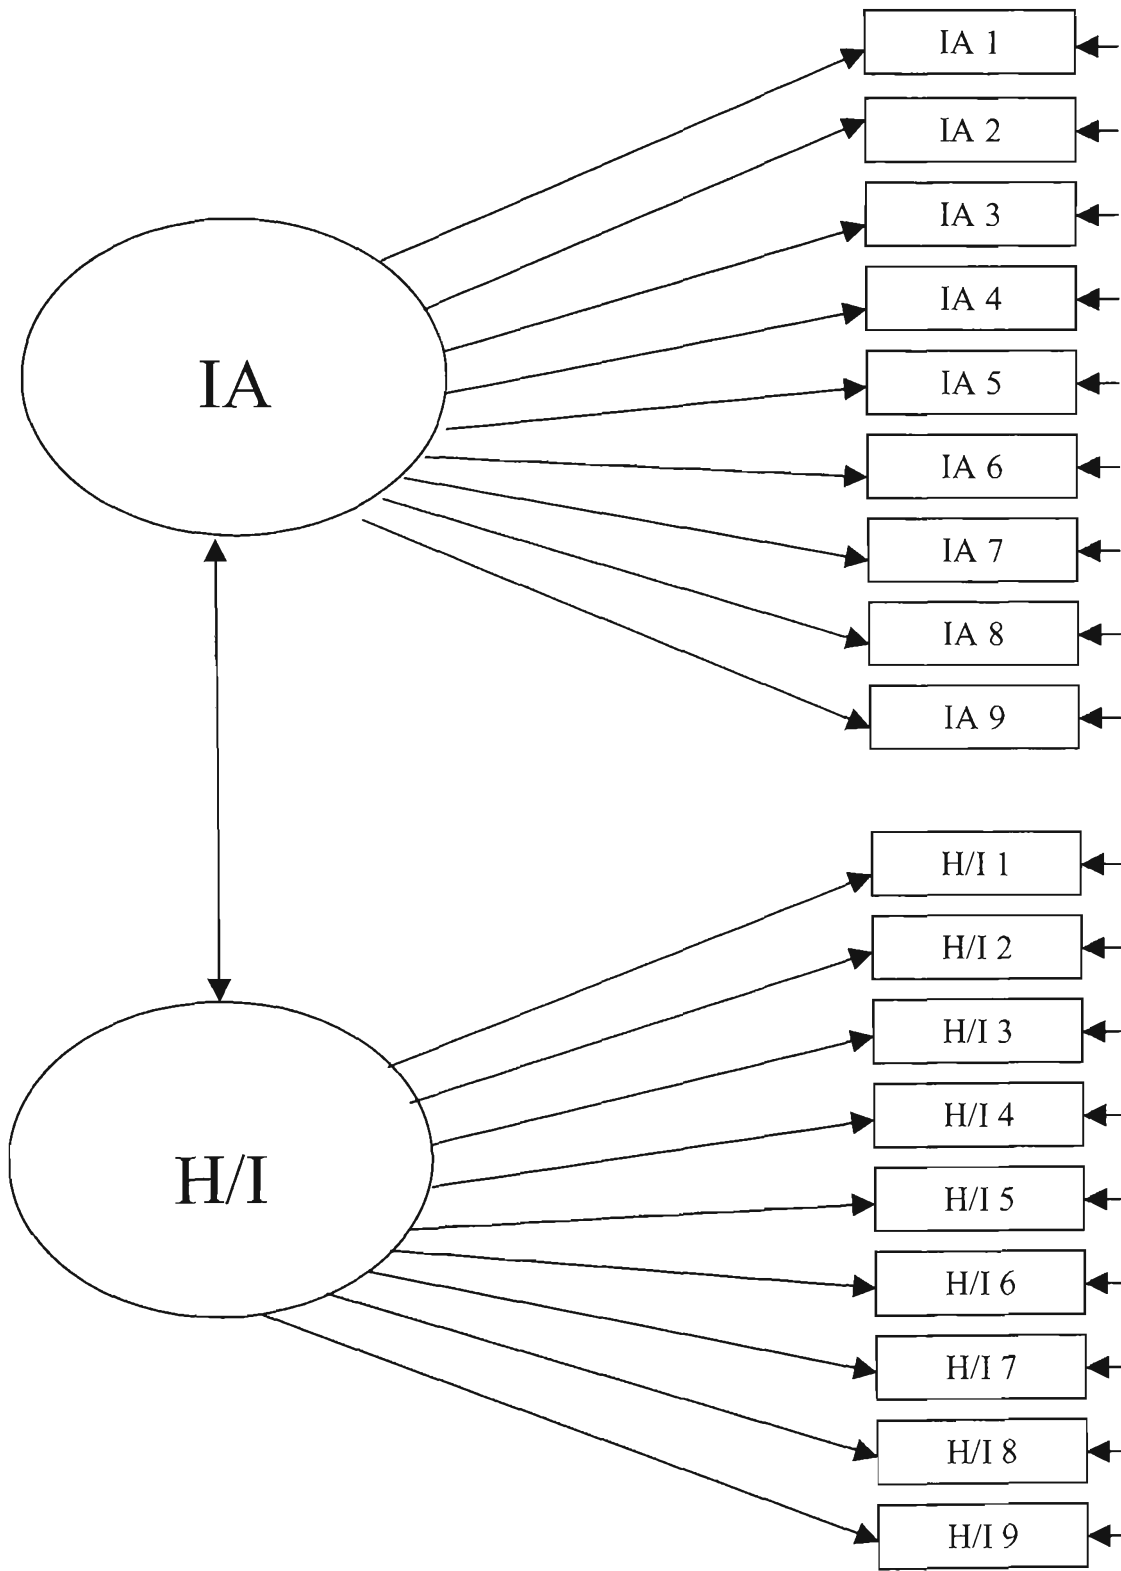 IA
IA 1
IA 2
IA 3
IA 4
IA 5
IA 6
IA 7
IA 8
IA 9
H/I
H/I 1
H/I 2
H/I 3
H/I 4
H/I 5
H/I 6
H/I 7
H/I 8
H/I 9